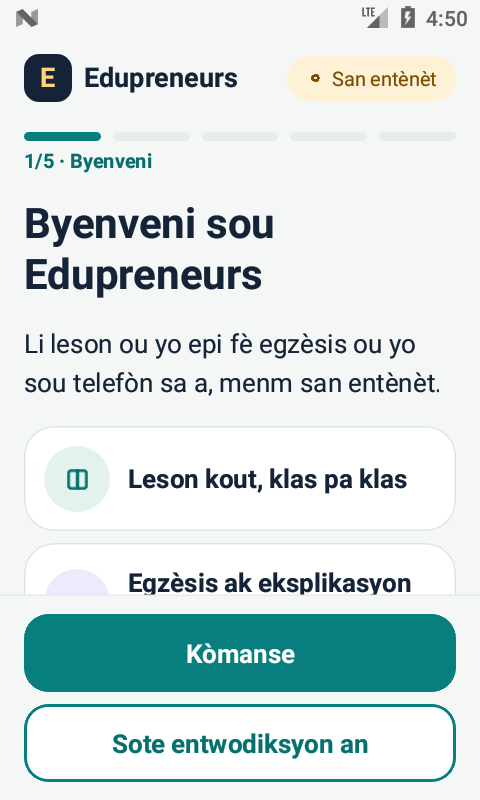 LTE 4:50
E Edupreneurs
San entènèt
1/5 · Byenveni
Byenveni sou
Edupreneurs
Li leson ou yo epi fè egzèsis ou yo
sou telefòn sa a, menm san entènèt.
Leson kout, klas pa klas
Egzèsis ak eksplikasyon
Kòmanse
Sote entwodiksyon an